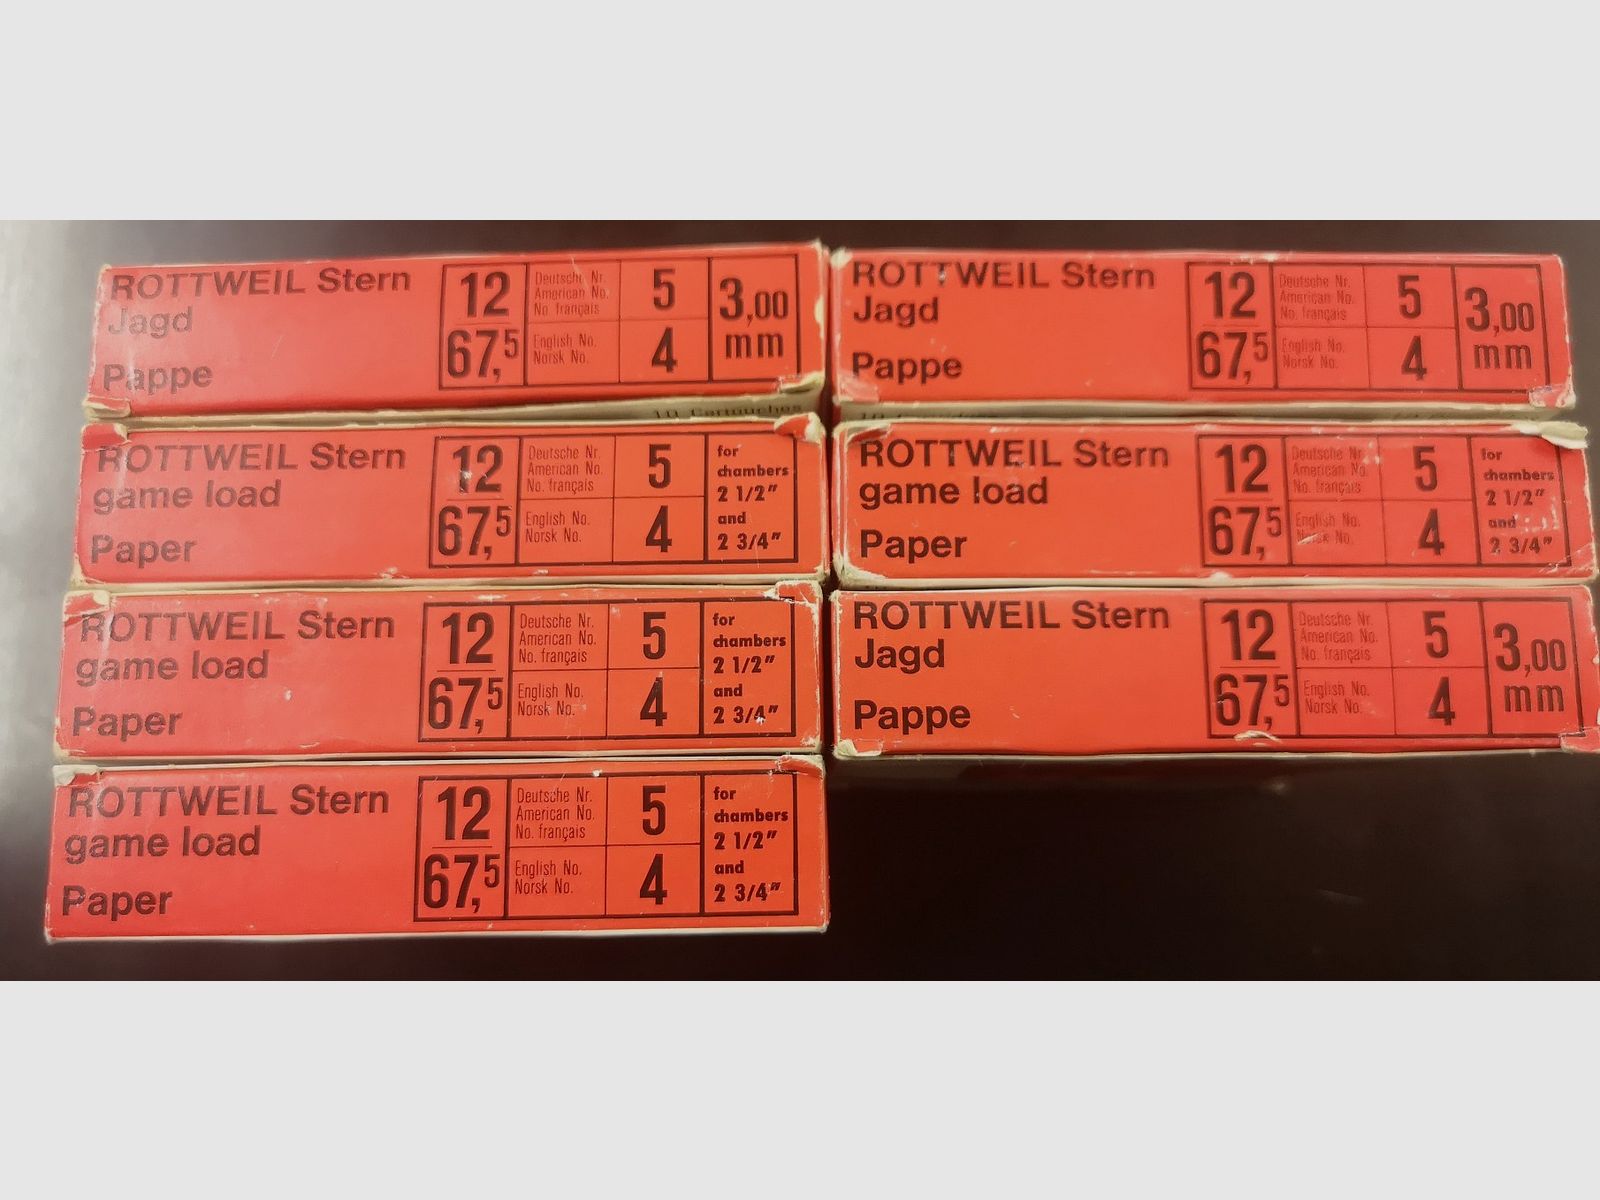 ROTTWEIL Stern
Jagd
Pappe
12
67,5
Deutsche Nr.
American No.
No français
English No.
Norsk No.
5
4
3,00
mm
10 Cartouches
ROTTWEIL Stern
Jagd
Pappe
12
67,5
Deutsche Nr.
American No.
No. français
English No.
Norsk No.
5
4
3,00
mm
10
ROTTWEIL Stern
game load
Paper
12
67,5
Deutsche Nr.
American No.
No. français
English No.
Norsk No.
5
4
for
chambers
2 1/2"
and
2 3/4"
ROTTWEIL Stern
game load
Paper
12
67,5
Deutsche Nr.
American No.
No. français
English No.
Norsk No.
5
4
for
chambers
2 1/2"
and
2 3/4"
ROTTWEIL Stern
game load
Paper
12
67,5
Deutsche Nr.
American No.
No. français
English No.
Norsk No.
5
4
for
chambers
2 1/2"
and
2 3/4"
ROTTWEIL Stern
Jagd
Pappe
12
67,5
Deutsche Nr.
American No.
No. français
English No.
Norsk No.
5
4
3,00
mm
ROTTWEIL Stern
game load
Paper
12
67,5
Deutsche Nr.
American No.
No. français
English No.
Norsk No.
5
4
for
chambers
2 1/2"
and
2 3/4"